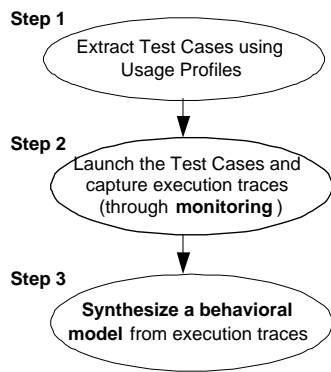 Step 1
Extract Test Cases using
Usage Profiles
Step 2
Launch the Test Cases and
capture execution traces
(through monitoring )
Step 3
Synthesize a behavioral
model from execution traces